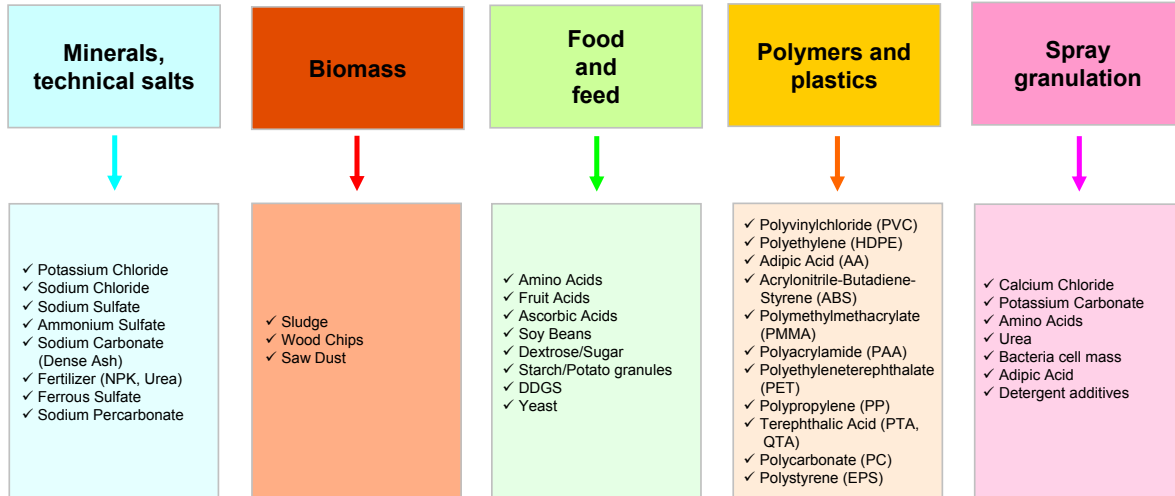 Minerals,
technical salts
Biomass
Food
and
feed
Polymers and
plastics
Spray
granulation
✓ Potassium Chloride
✓ Sodium Chloride
✓ Sodium Sulfate
✓ Ammonium Sulfate
✓ Sodium Carbonate
(Dense Ash)
✓ Fertilizer (NPK, Urea)
✓ Ferrous Sulfate
✓ Sodium Percarbonate
✓ Sludge
✓ Wood Chips
✓ Saw Dust
✓ Amino Acids
✓ Fruit Acids
✓ Ascorbic Acids
✓ Soy Beans
✓ Dextrose/Sugar
✓ Starch/Potato granules
✓ DDGS
✓ Yeast
✓ Polyvinylchloride (PVC)
✓ Polyethylene (HDPE)
✓ Adipic Acid (AA)
✓ Acrylonitrile-Butadiene-
Styrene (ABS)
✓ Polymethylmethacrylate
(PMMA)
✓ Polyacrylamide (PAA)
✓ Polyethyleneterephthalate
(PET)
✓ Polypropylene (PP)
✓ Terephthalic Acid (PTA,
QTA)
✓ Polycarbonate (PC)
✓ Polystyrene (EPS)
✓ Calcium Chloride
✓ Potassium Carbonate
✓ Amino Acids
✓ Urea
✓ Bacteria cell mass
✓ Adipic Acid
✓ Detergent additives